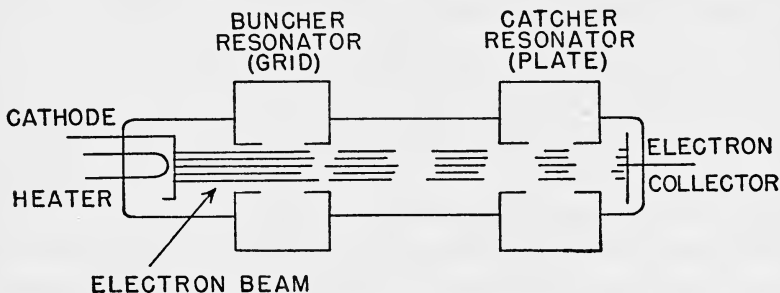 BUNCHER
RESONATOR
(GRID)
CATCHER
RESONATOR
(PLATE)
CATHODE
HEATER
ELECTRON
COLLECTOR
ELECTRON BEAM